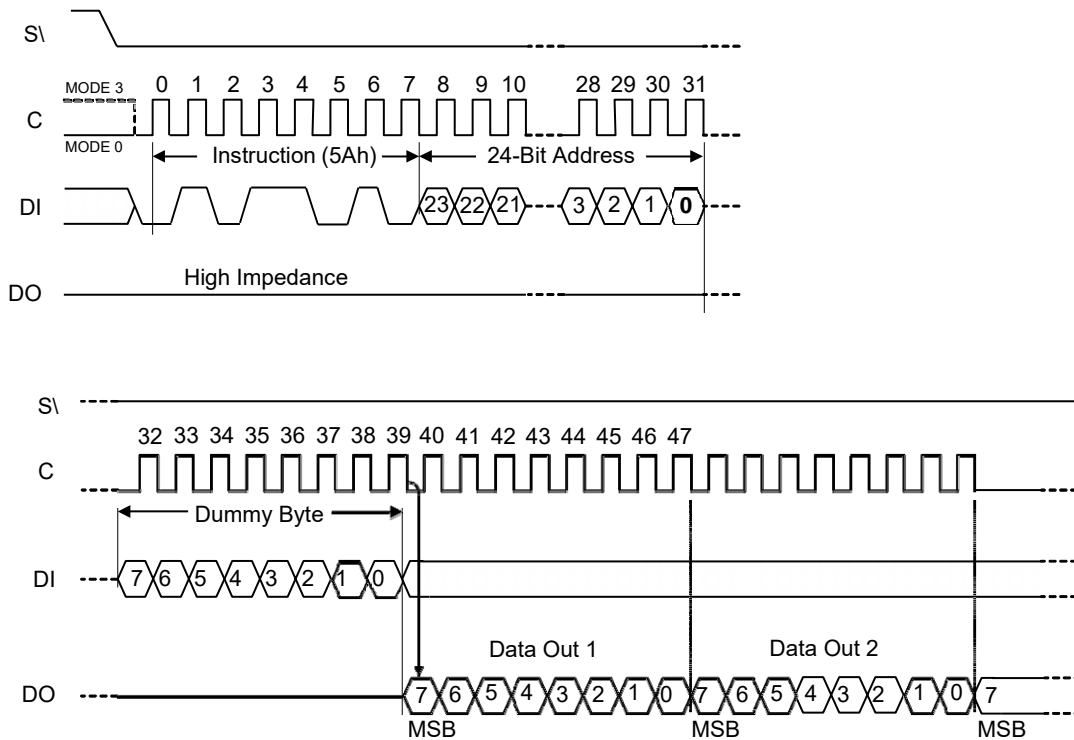 S\
MODE 3 0 1 2 3 4 5 6 7 8 9 10 28 29 30 31
C
MODE 0
Instruction (5Ah) 24-Bit Address
DI 23 22 21 3 2 1 0
High Impedance
DO
S\
32 33 34 35 36 37 38 39 40 41 42 43 44 45 46 47
C
Dummy Byte
DI 7 6 5 4 3 2 1 0
Data Out 1 Data Out 2
DO 7 6 5 4 3 2 1 0 7 6 5 4 3 2 1 0 7
MSB MSB MSB